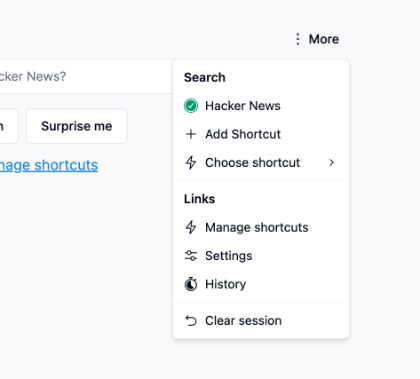 More
cker News?
Search
Hacker News
Surprise me
Add Shortcut
Choose shortcut
nage shortcuts
Links
Manage shortcuts
Settings
History
Clear session